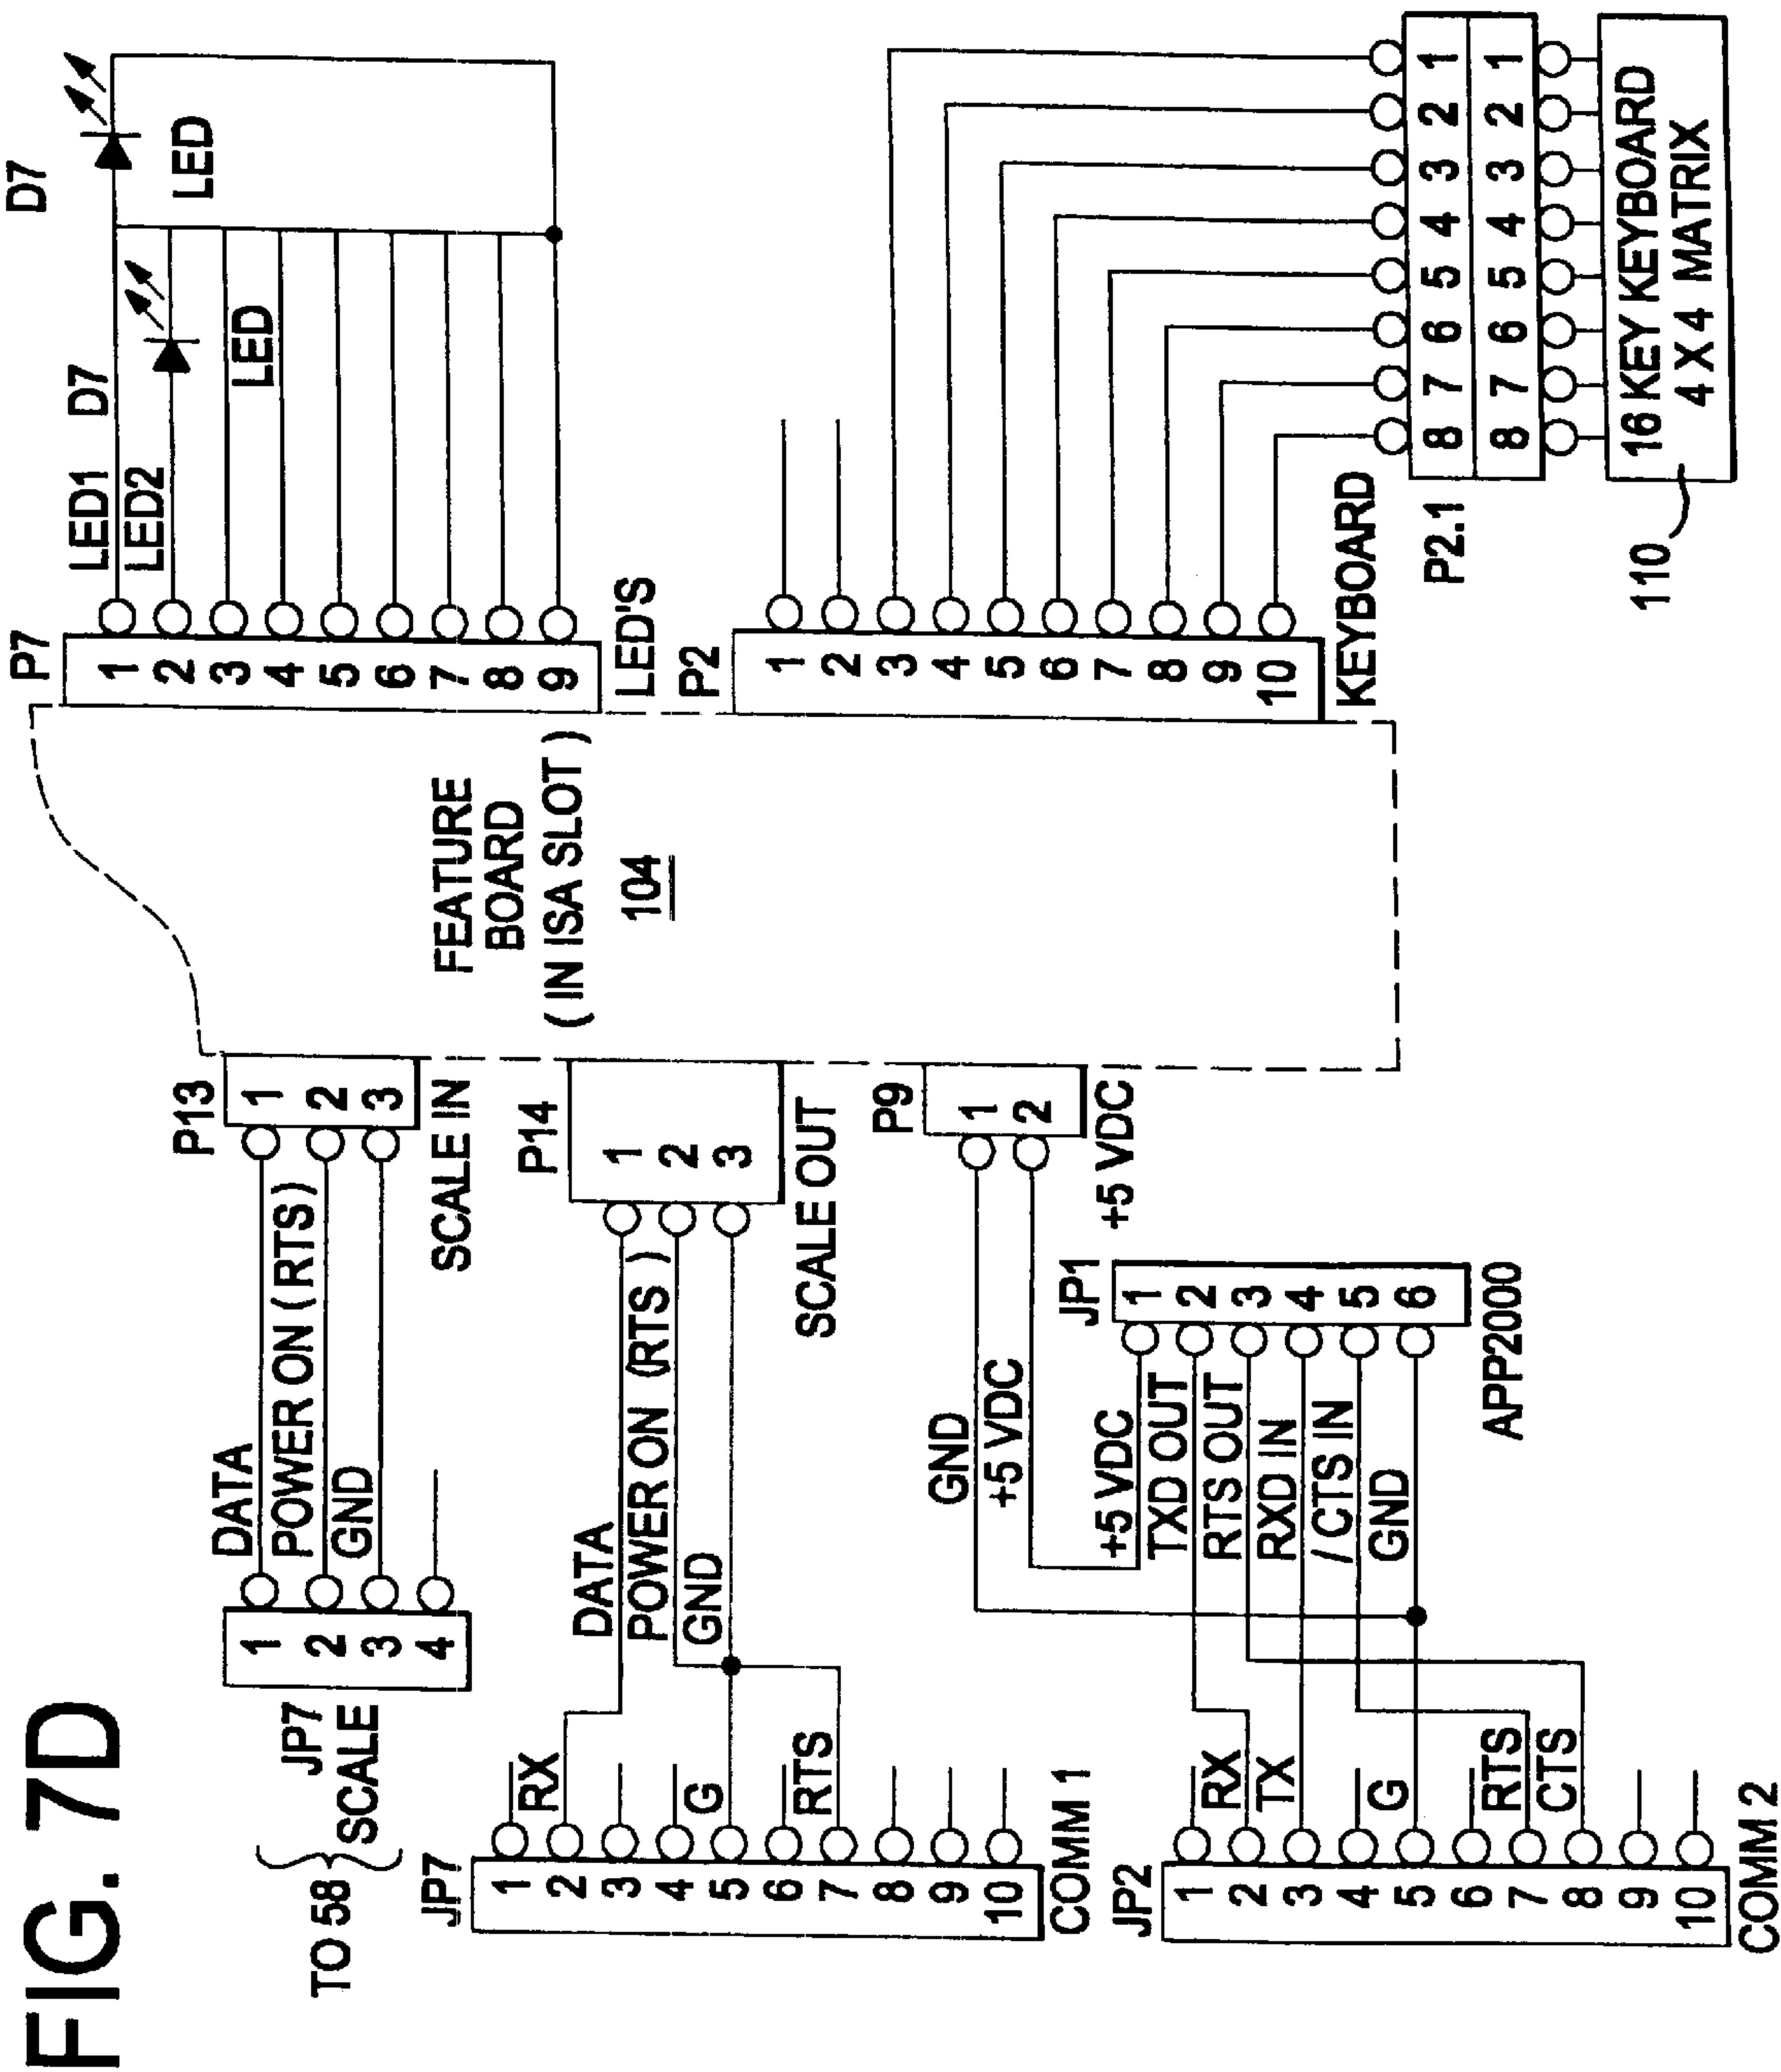 FIG. 7D
TO 58
JP7
SCALE
1
2
3
4
DATA
POWER ON ( RTS )
GND
P13
1
2
3
SCALE IN
JP7
1
2
3
4
5
6
7
8
9
10
COMM 1
RX
G
RTS
DATA
POWER ON (RTS )
GND
P14
1
2
3
SCALE OUT
JP2
1
2
3
4
5
6
7
8
9
10
COMM 2
RX
TX
G
RTS
CTS
GND
+5 VDC
P9
1
2
+5 VDC
+5 VDC
TXD OUT
RTS OUT
RXD IN
/ CTS IN
GND
JP1
1
2
3
4
5
6
APP2000
FEATURE
BOARD
( IN ISA SLOT )
104
P7
1
2
3
4
5
6
7
8
9
LED'S
LED1
LED2
D7
LED
D7
LED
P2
1
2
3
4
5
6
7
8
9
10
KEYBOARD
P2.1
8 7 6 5 4 3 2 1
8 7 6 5 4 3 2 1
16 KEY KEYBOARD
4 X 4 MATRIX
110